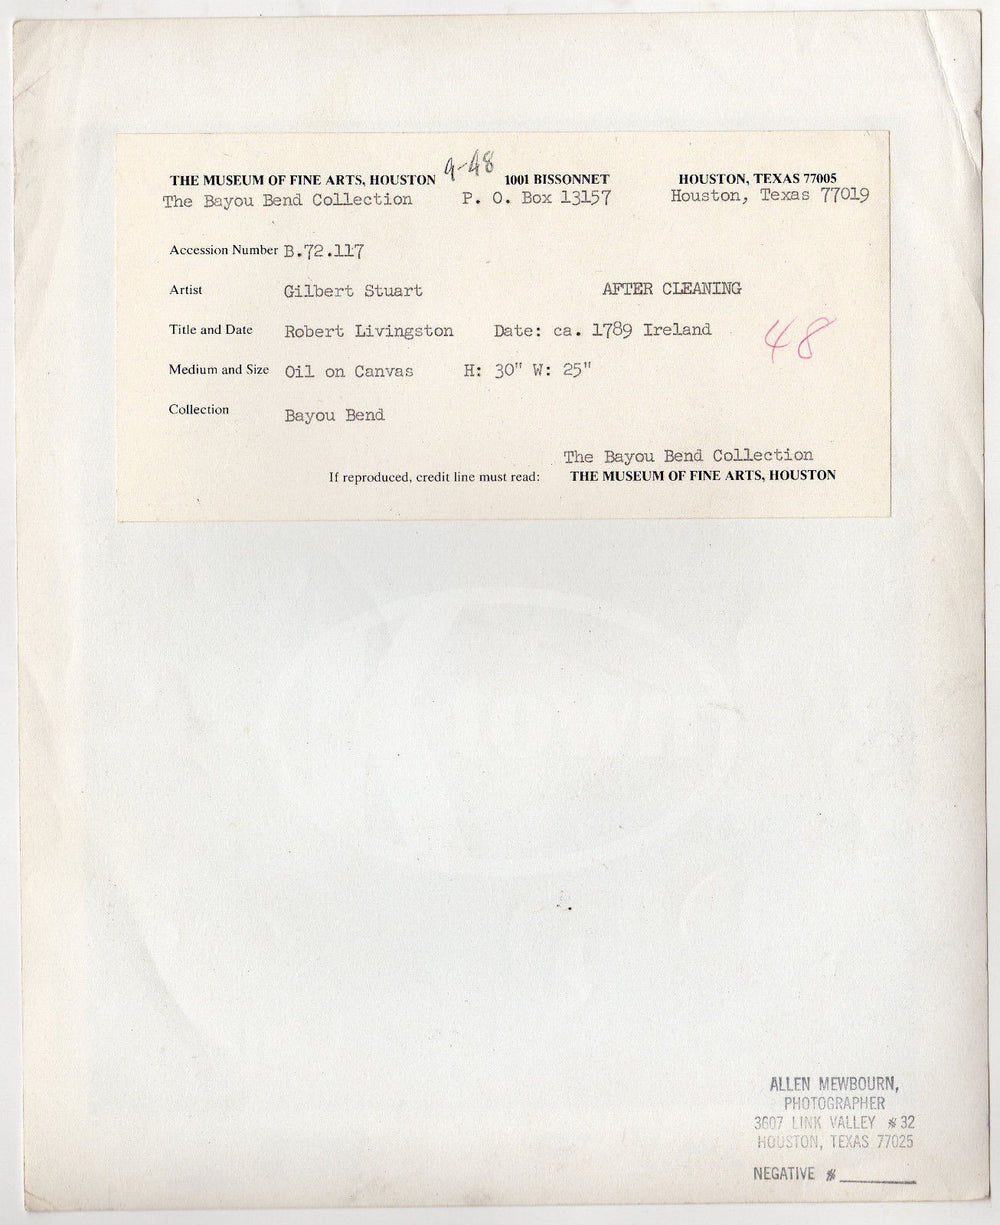 9-48
THE MUSEUM OF FINE ARTS, HOUSTON 1001 BISSONNET HOUSTON, TEXAS 77005
The Bayou Bend Collection P. O. Box 13157 Houston, Texas 77019
Accession Number B.72.117
Artist Gilbert Stuart AFTER CLEANING
Title and Date Robert Livingston Date: ca. 1789 Ireland
48
Medium and Size Oil on Canvas H: 30" W: 25"
Collection Bayou Bend
The Bayou Bend Collection
If reproduced, credit line must read: THE MUSEUM OF FINE ARTS, HOUSTON
ALLEN MEWBOURN,
PHOTOGRAPHER
3607 LINK VALLEY #32
HOUSTON, TEXAS 77025
NEGATIVE # ________